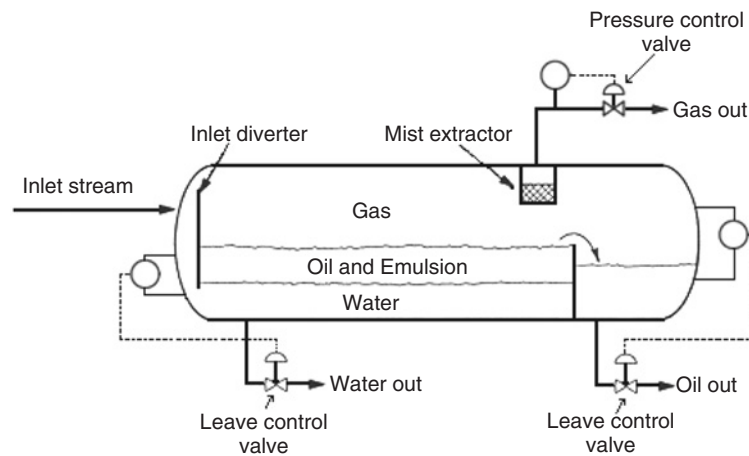 Pressure control
valve
Gas out
Inlet diverter
Mist extractor
Inlet stream
Gas
Oil and Emulsion
Water
Water out
Oil out
Leave control
valve
Leave control
valve